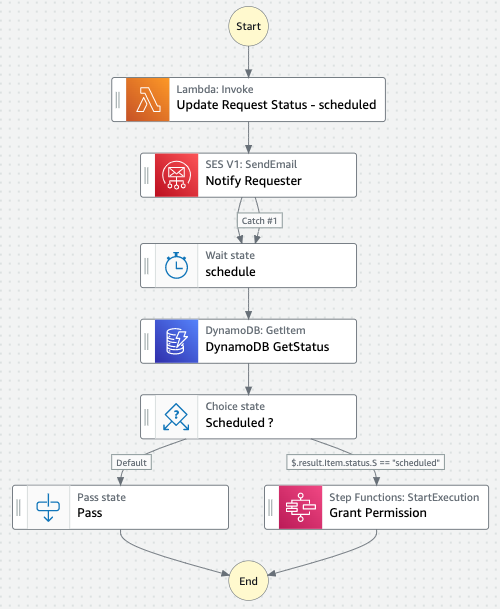 Start
Lambda: Invoke
Update Request Status - scheduled
SES V1: SendEmail
Notify Requester
Catch #1
Wait state
schedule
DynamoDB: GetItem
DynamoDB GetStatus
Choice state
Scheduled ?
Default
$.result.Item.status.S == "scheduled"
Pass state
Pass
Step Functions: StartExecution
Grant Permission
End